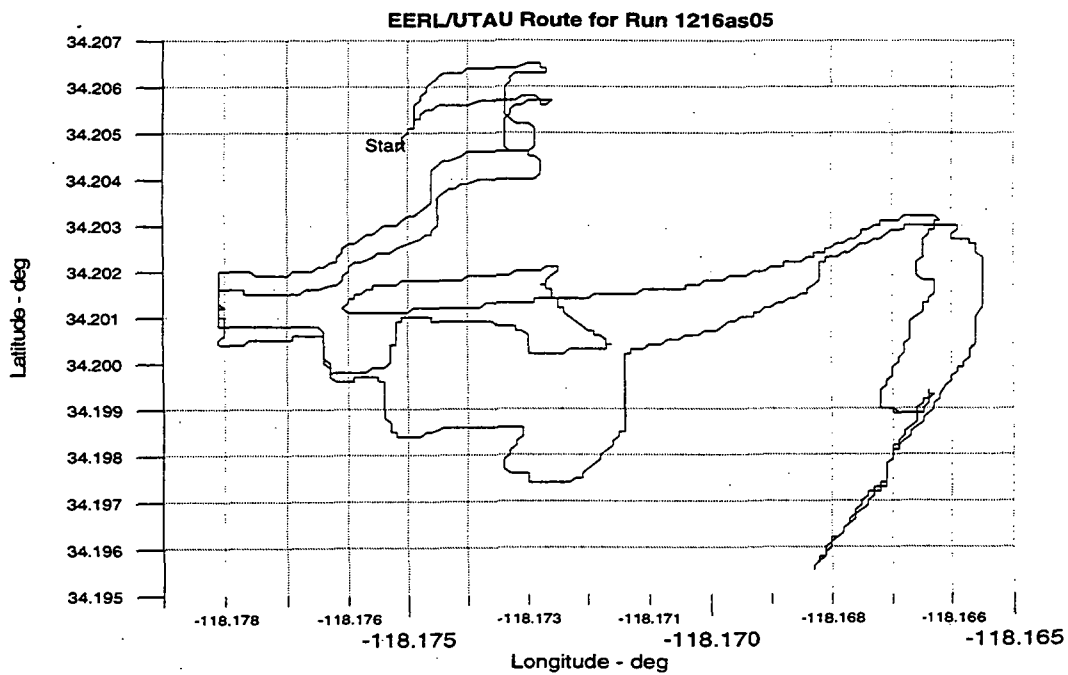 EERL/UTAU Route for Run 1216as05
34.207
34.206
34.205
34.204
34.203
34.202
34.201
34.200
34.199
34.198
34.197
34.196
34.195
Latitude - deg
Start
-118.178 -118.176 -118.173 -118.171 -118.168 -118.166
-118.175 -118.170 -118.165
Longitude - deg